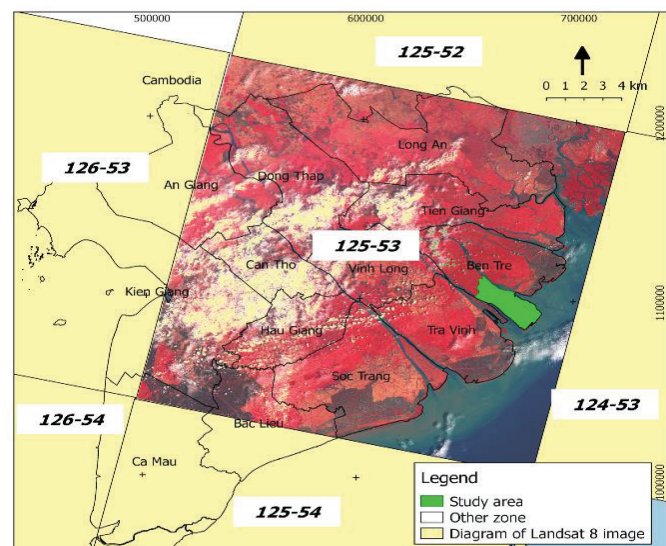 500000 600000 700000
125-52
Cambodia
0 2 4 km
1200000
Long An
126-53
An Giang
Dong Thap
Tien Giang
125-53
Can Tho
Vinh Long
Ben Tre
Kien Giang
1100000
Hau Giang
Tra Vinh
Soc Trang
126-54
124-53
Bac Lieu
Ca Mau
125-54
1000000
Legend
Study area
Other zone
Diagram of Landsat 8 image